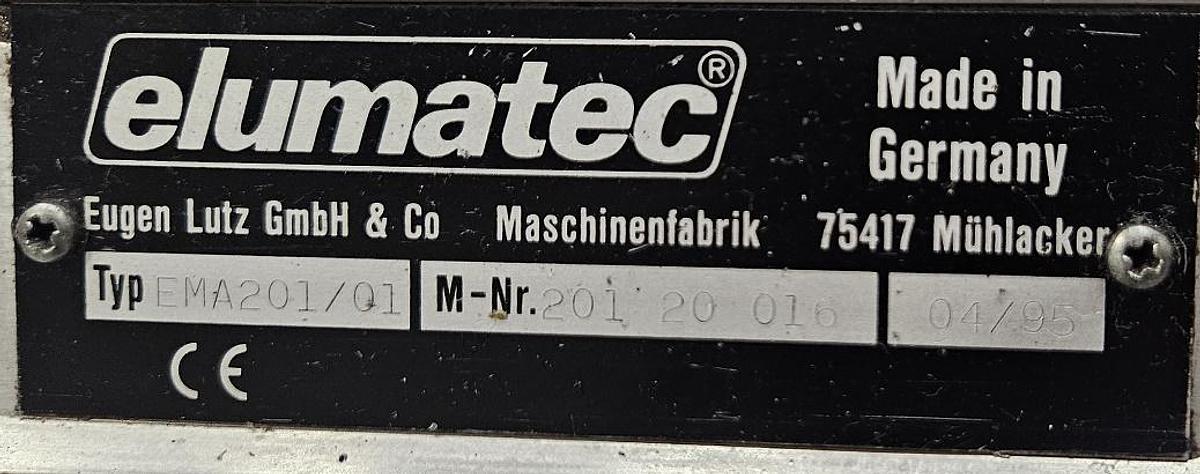 elumatec®
Made in
Germany
Eugen Lutz GmbH & Co Maschinenfabrik 75417 Mühlacker
Typ EMA201/01 M-Nr. 201 20 016 04/95
CE